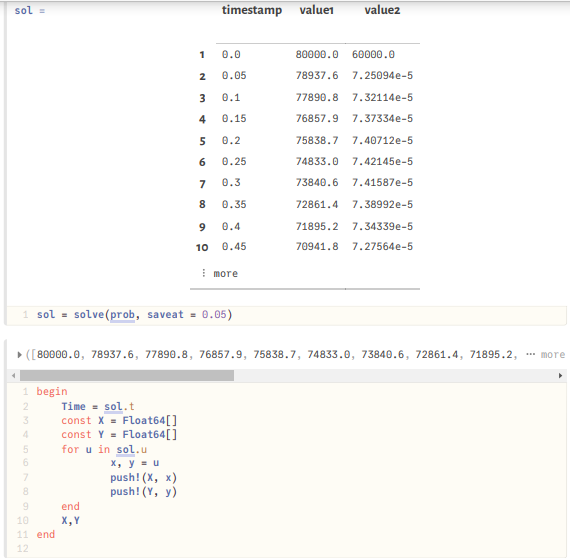 sol =
timestamp value1 value2
1 0.0 80000.0 60000.0
2 0.05 78937.6 7.25094e-5
3 0.1 77890.8 7.32114e-5
4 0.15 76857.9 7.37334e-5
5 0.2 75838.7 7.40712e-5
6 0.25 74833.0 7.42145e-5
7 0.3 73840.6 7.41587e-5
8 0.35 72861.4 7.38992e-5
9 0.4 71895.2 7.34339e-5
10 0.45 70941.8 7.27564e-5
⋮ more
1 sol = solve(prob, saveat = 0.05)
▶([80000.0, 78937.6, 77890.8, 76857.9, 75838.7, 74833.0, 73840.6, 72861.4, 71895.2, ⋯ more
1 begin
2 Time = sol.t
3 const X = Float64[]
4 const Y = Float64[]
5 for u in sol.u
6 x, y = u
7 push!(X, x)
8 push!(Y, y)
9 end
10 X,Y
11 end
12